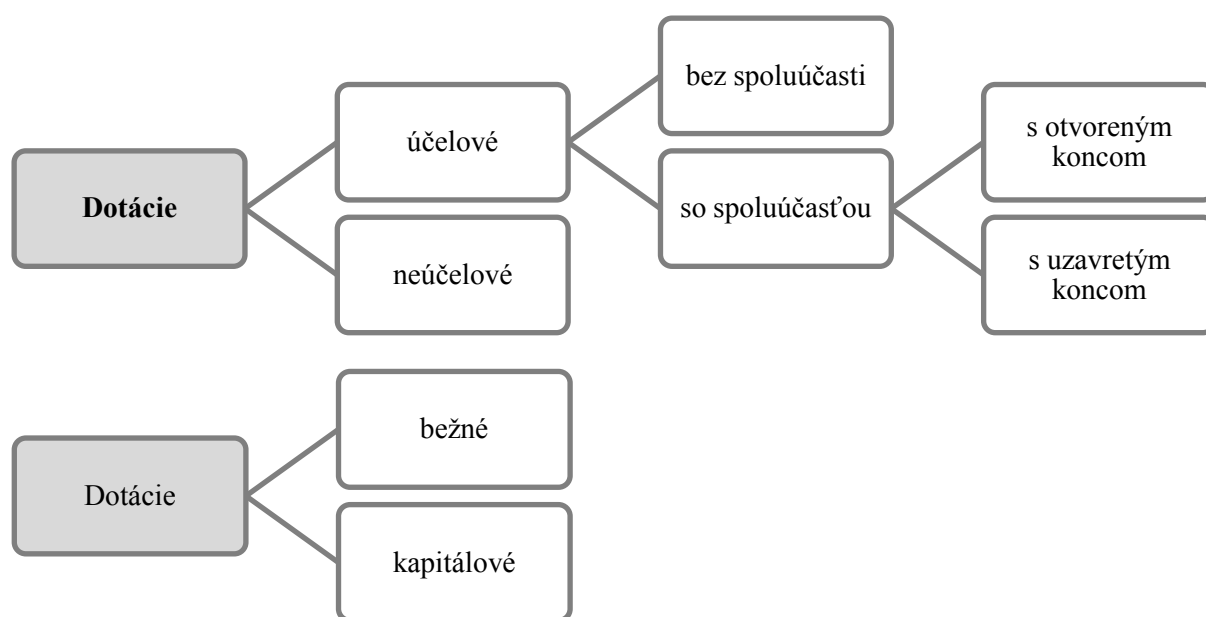 Dotácie
účelové
neúčelové
bez spoluúčasti
so spoluúčasťou
s otvoreným
koncom
s uzavretým
koncom
Dotácie
bežné
kapitálové